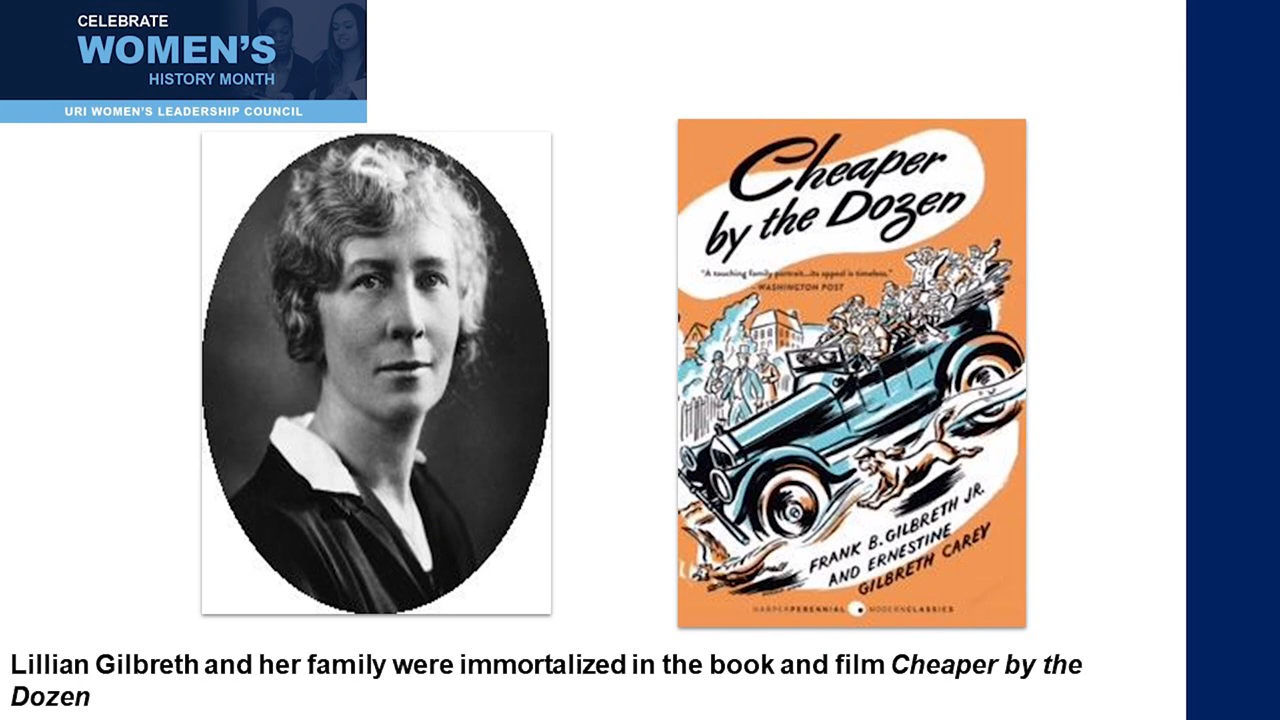 CELEBRATE
WOMEN'S
HISTORY MONTH
URI WOMEN'S LEADERSHIP COUNCIL
Cheaper
by the Dozen
"A touching family portrait...its appeal is timeless."
—WASHINGTON POST
FRANK B. GILBRETH JR.
AND ERNESTINE
GILBRETH CAREY
HARPERPERENNIAL MODERNCLASSICS
Lillian Gilbreth and her family were immortalized in the book and film Cheaper by the
Dozen